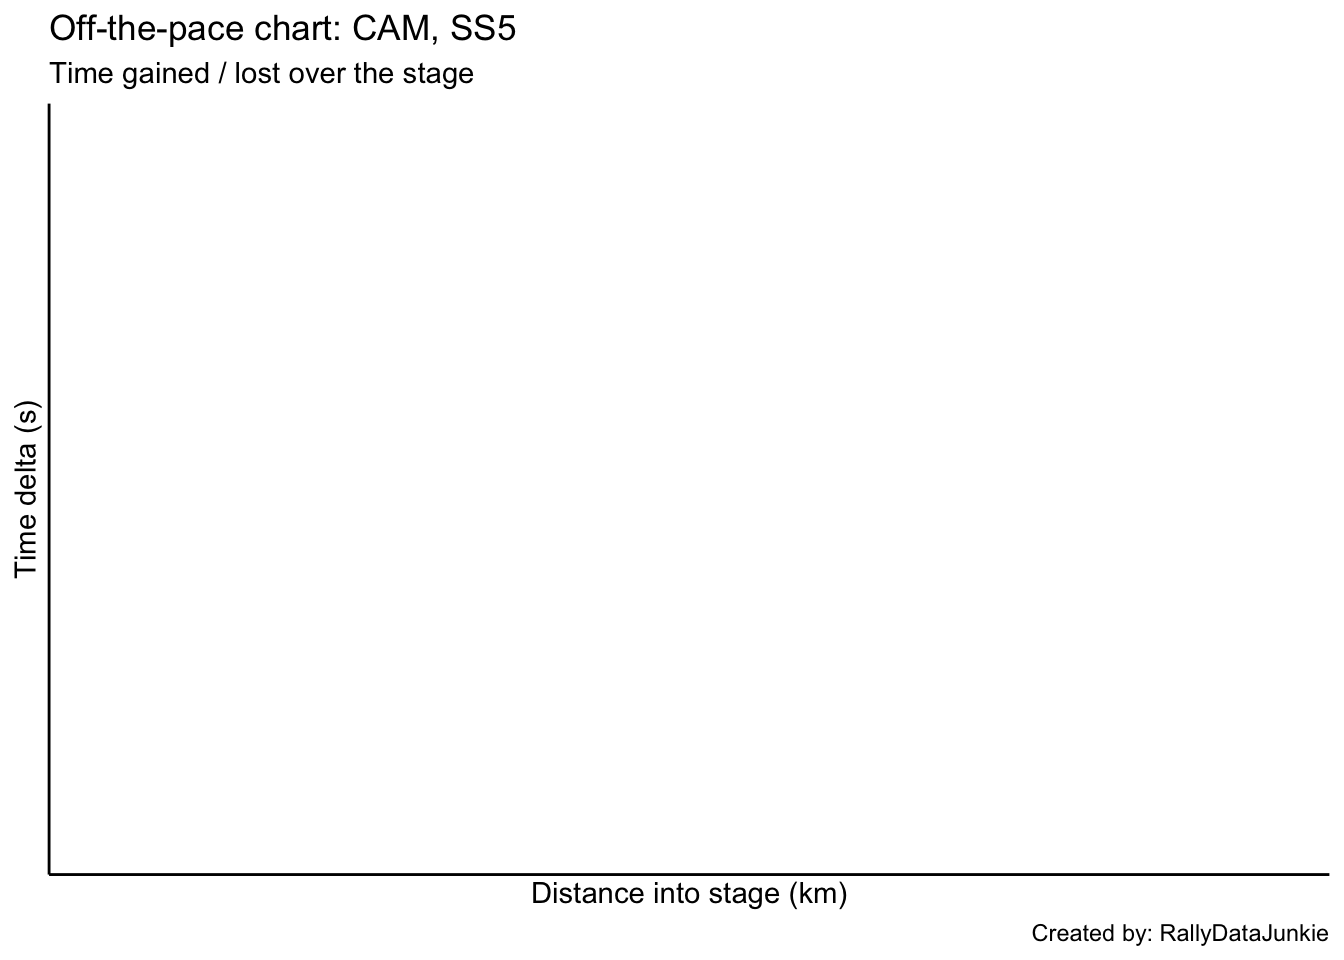 Off-the-pace chart: CAM, SS5
Time gained / lost over the stage
Time delta (s)
Distance into stage (km)
Created by: RallyDataJunkie